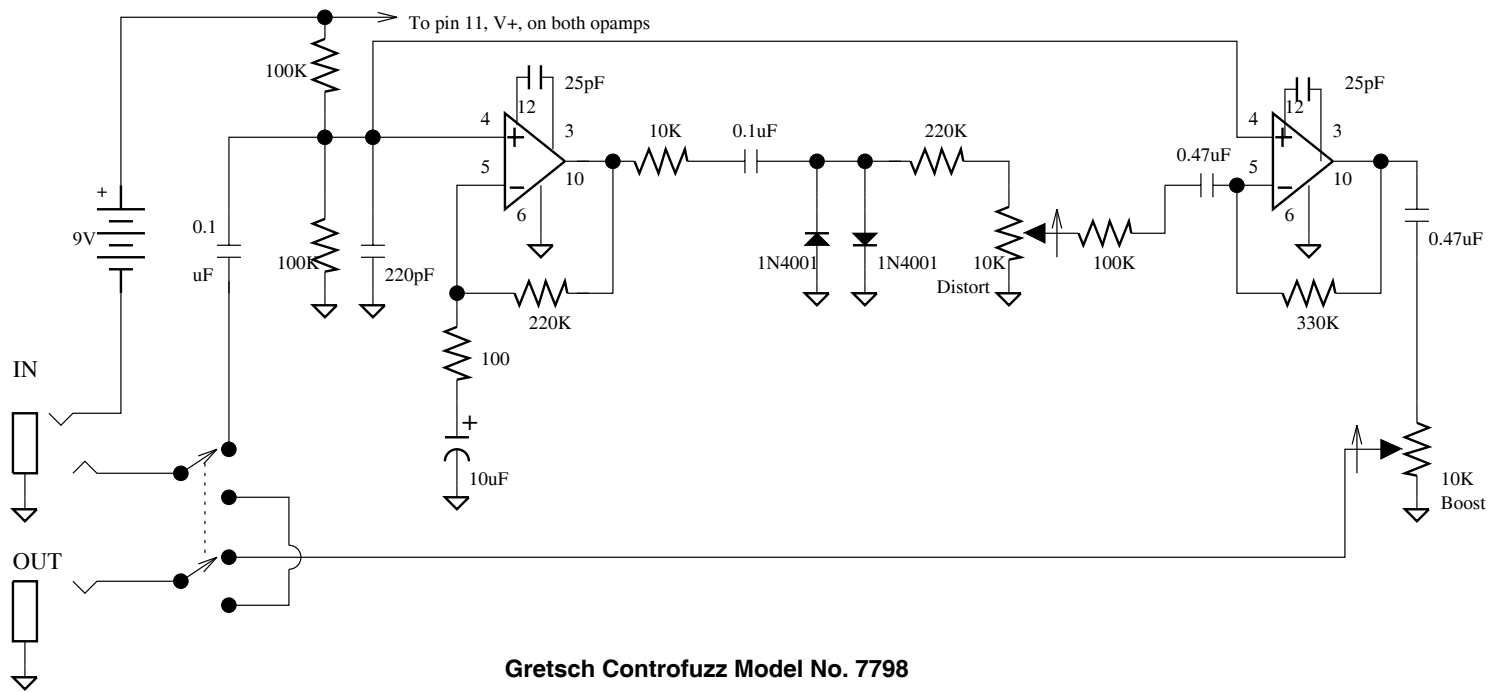 To pin 11, V+, on both opamps
100K
25pF
25pF
12
12
4
3
4
3
10K
0.1uF
220K
+
+
5
10
0.47uF
5
10
-
-
+
6
6
0.1
9V
0.47uF
uF
100K
220pF
1N4001
1N4001
10K
100K
Distort
220K
330K
100
IN
+
10uF
10K
Boost
OUT
Gretsch Controfuzz Model No. 7798